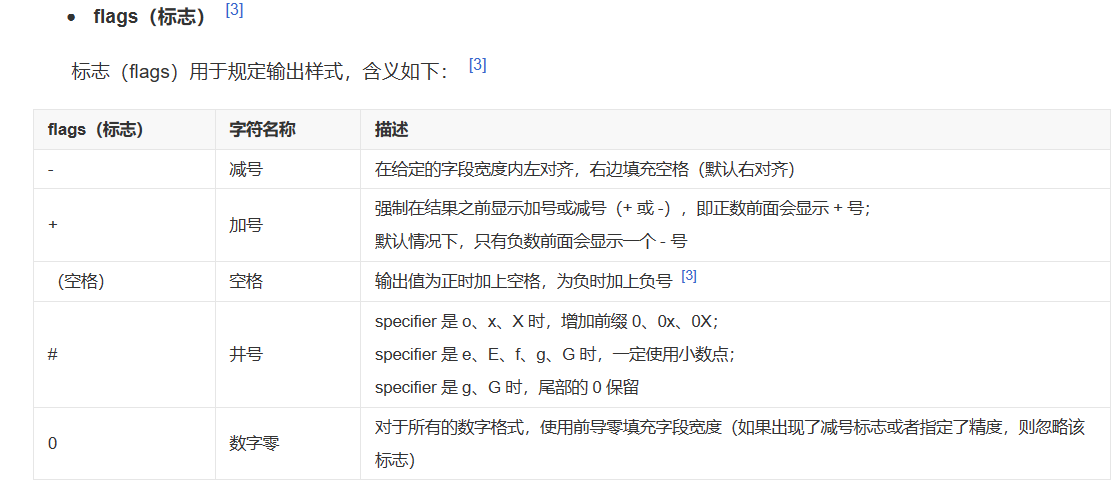 • flags（标志） [3]
标志（flags）用于规定输出样式，含义如下： [3]
flags（标志） 字符名称 描述
- 减号 在给定的字段宽度内左对齐，右边填充空格（默认右对齐）
+ 加号 强制在结果之前显示加号或减号（+ 或 -），即正数前面会显示 + 号；
默认情况下，只有负数前面会显示一个 - 号
（空格） 空格 输出值为正时加上空格，为负时加上负号 [3]
# 井号 specifier 是 o、x、X 时，增加前缀 0、0x、0X；
specifier 是 e、E、f、g、G 时，一定使用小数点；
specifier 是 g、G 时，尾部的 0 保留
0 数字零 对于所有的数字格式，使用前导零填充字段宽度（如果出现了减号标志或者指定了精度，则忽略该
标志）